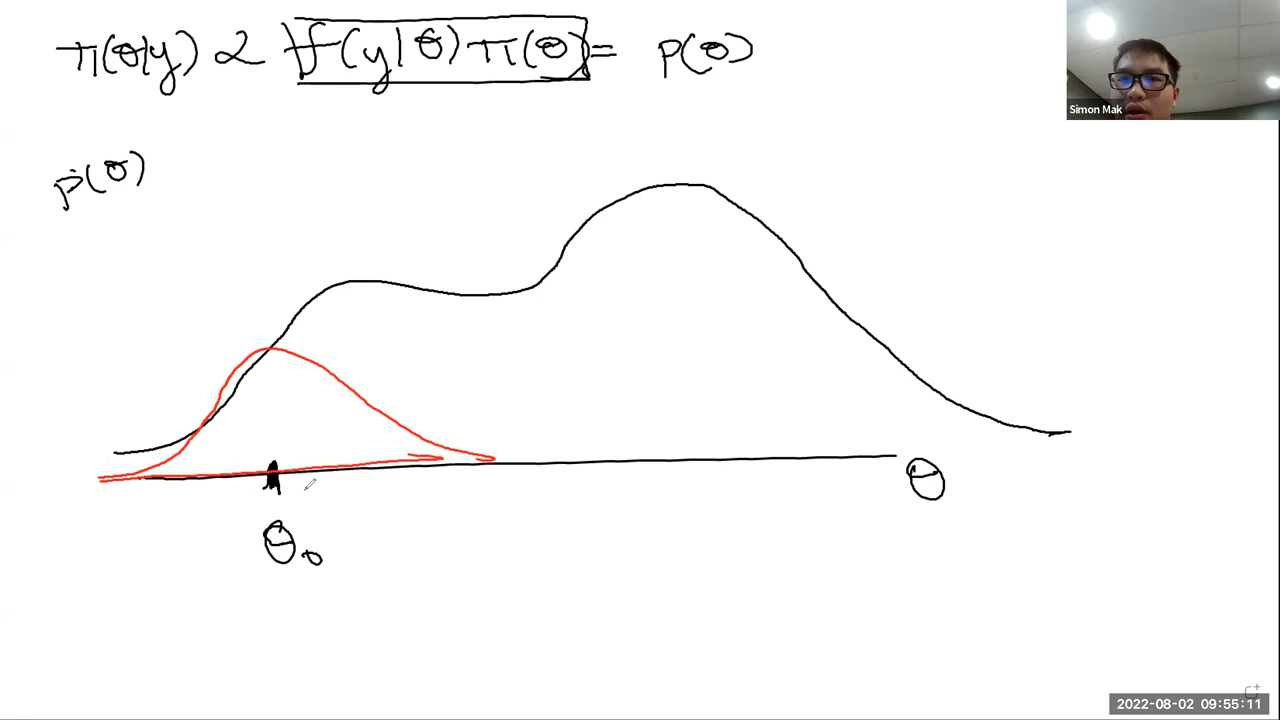 π(θ|y) ∝ f(y|θ) π(θ) = p(θ)
Simon Mak
p(θ)
θ
θ₀
2022-08-02 09:55:11